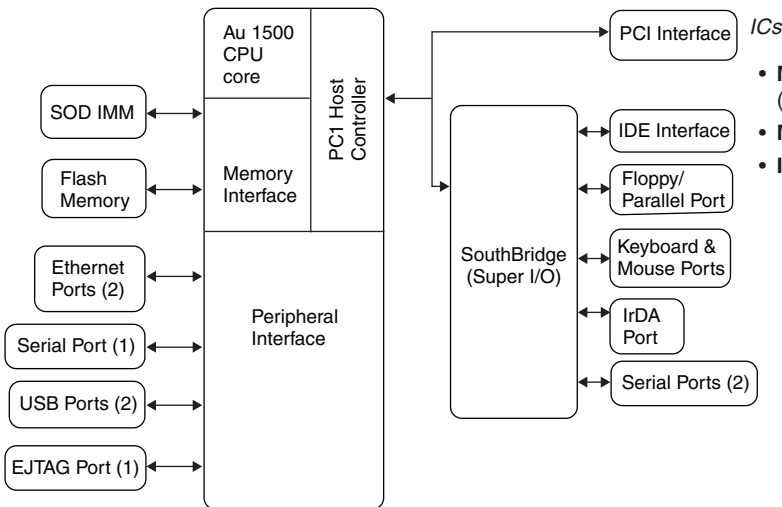 Au 1500
CPU
core
PC1 Host
Controller
Memory
Interface
Peripheral
Interface
SOD IMM
Flash
Memory
Ethernet
Ports (2)
Serial Port (1)
USB Ports (2)
EJTAG Port (1)
SouthBridge
(Super I/O)
PCI Interface
IDE Interface
Floppy/
Parallel Port
Keyboard &
Mouse Ports
IrDA
Port
Serial Ports (2)
ICs